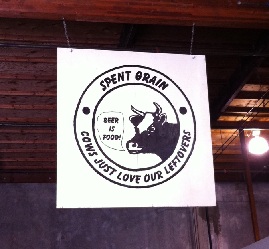 SPENT GRAIN
BEER
IS
FOOD!
COWS JUST LOVE OUR LEFTOVERS